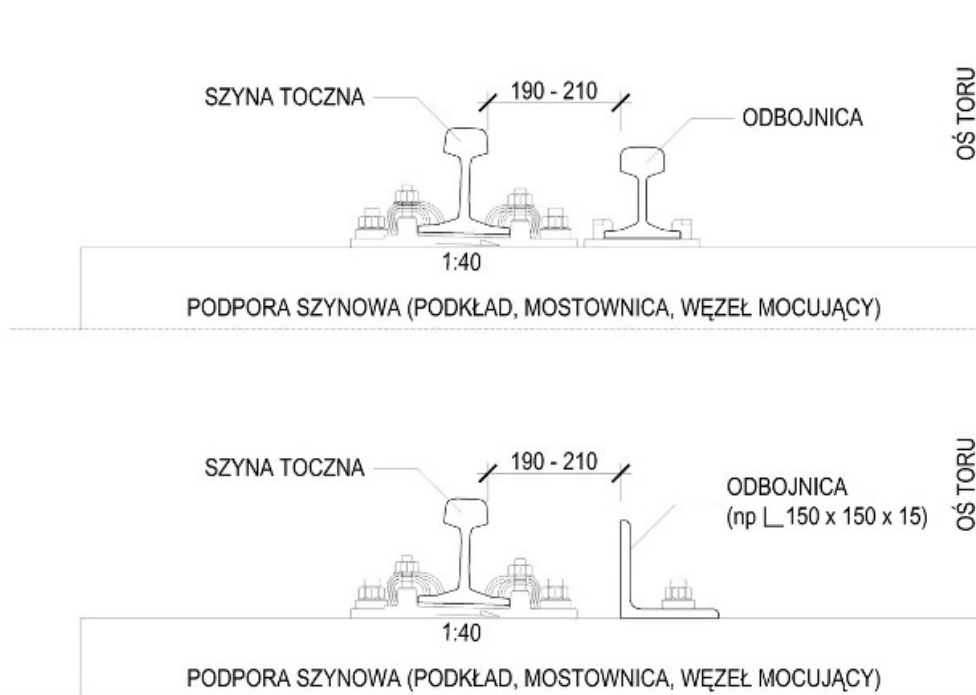 SZYNA TOCZNA
190 - 210
ODBOJNICA
OŚ TORU
1:40
PODPORA SZYNOWA (PODKŁAD, MOSTOWNICA, WĘZEŁ MOCUJĄCY)
SZYNA TOCZNA
190 - 210
ODBOJNICA
(np L 150 x 150 x 15)
OŚ TORU
1:40
PODPORA SZYNOWA (PODKŁAD, MOSTOWNICA, WĘZEŁ MOCUJĄCY)